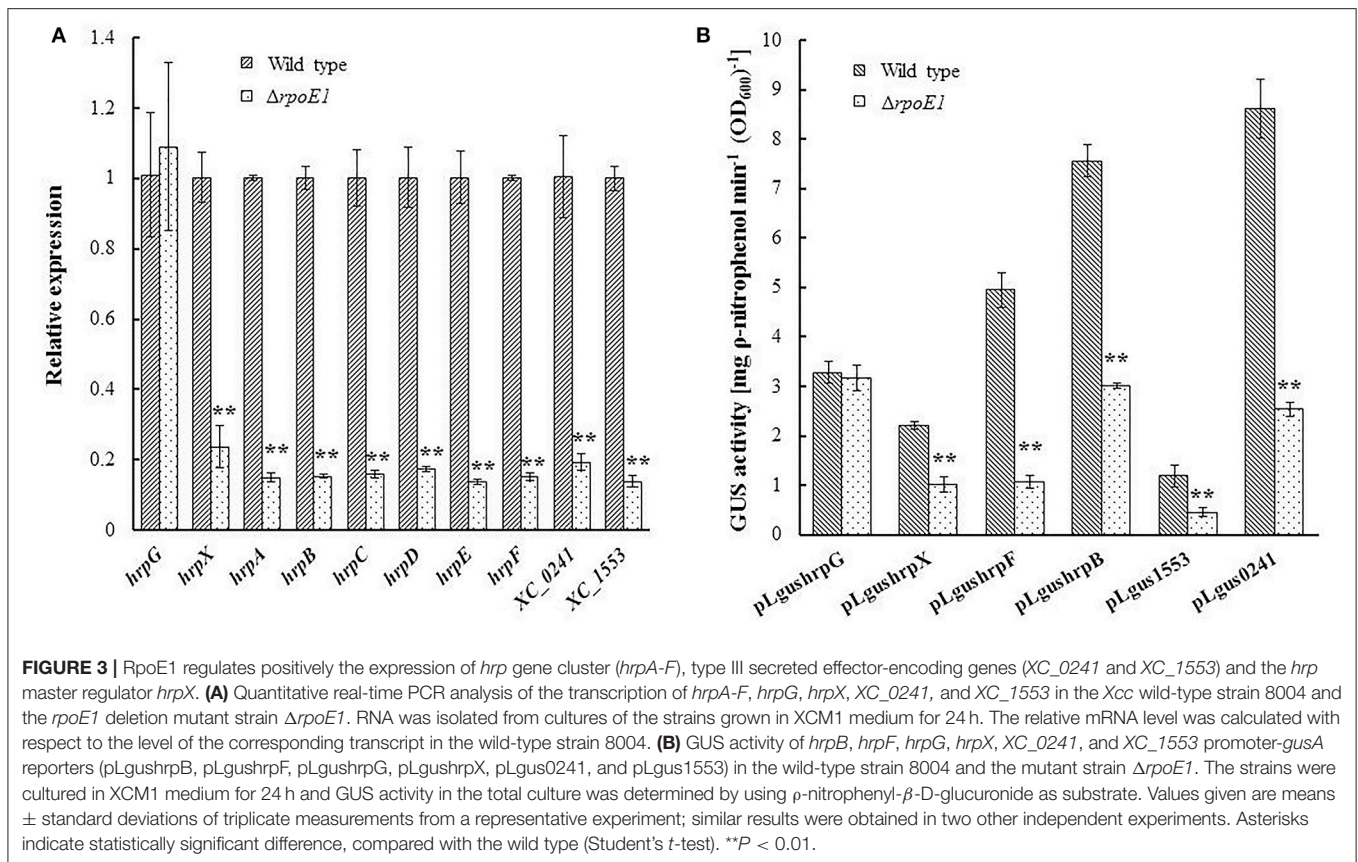 A
1.4
1.2
1
0.8
0.6
0.4
0.2
0
Relative expression
Wild type
ΔrpoE1
**
**
**
**
**
**
**
**
**
hrpG
hrpX
hrpA
hrpB
hrpC
hrpD
hrpE
hrpF
XC_0241
XC_1553
B
10
9
8
7
6
5
4
3
2
1
0
GUS activity [mg ρ-nitrophenol min⁻¹ (OD₆₀₀)⁻¹]
Wild type
ΔrpoE1
**
**
**
**
**
pLgushrpG
pLgushrpX
pLgushrpF
pLgushrpB
pLgus1553
pLgus0241
FIGURE 3 | RpoE1 regulates positively the expression of hrp gene cluster (hrpA-F), type III secreted effector-encoding genes (XC_0241 and XC_1553) and the hrp
master regulator hrpX. (A) Quantitative real-time PCR analysis of the transcription of hrpA-F, hrpG, hrpX, XC_0241, and XC_1553 in the Xcc wild-type strain 8004 and
the rpoE1 deletion mutant strain ΔrpoE1. RNA was isolated from cultures of the strains grown in XCM1 medium for 24 h. The relative mRNA level was calculated with
respect to the level of the corresponding transcript in the wild-type strain 8004. (B) GUS activity of hrpB, hrpF, hrpG, hrpX, XC_0241, and XC_1553 promoter-gusA
reporters (pLgushrpB, pLgushrpF, pLgushrpG, pLgushrpX, pLgus0241, and pLgus1553) in the wild-type strain 8004 and the mutant strain ΔrpoE1. The strains were
cultured in XCM1 medium for 24 h and GUS activity in the total culture was determined by using ρ-nitrophenyl-β-D-glucuronide as substrate. Values given are means
± standard deviations of triplicate measurements from a representative experiment; similar results were obtained in two other independent experiments. Asterisks
indicate statistically significant difference, compared with the wild type (Student's t-test). **P < 0.01.